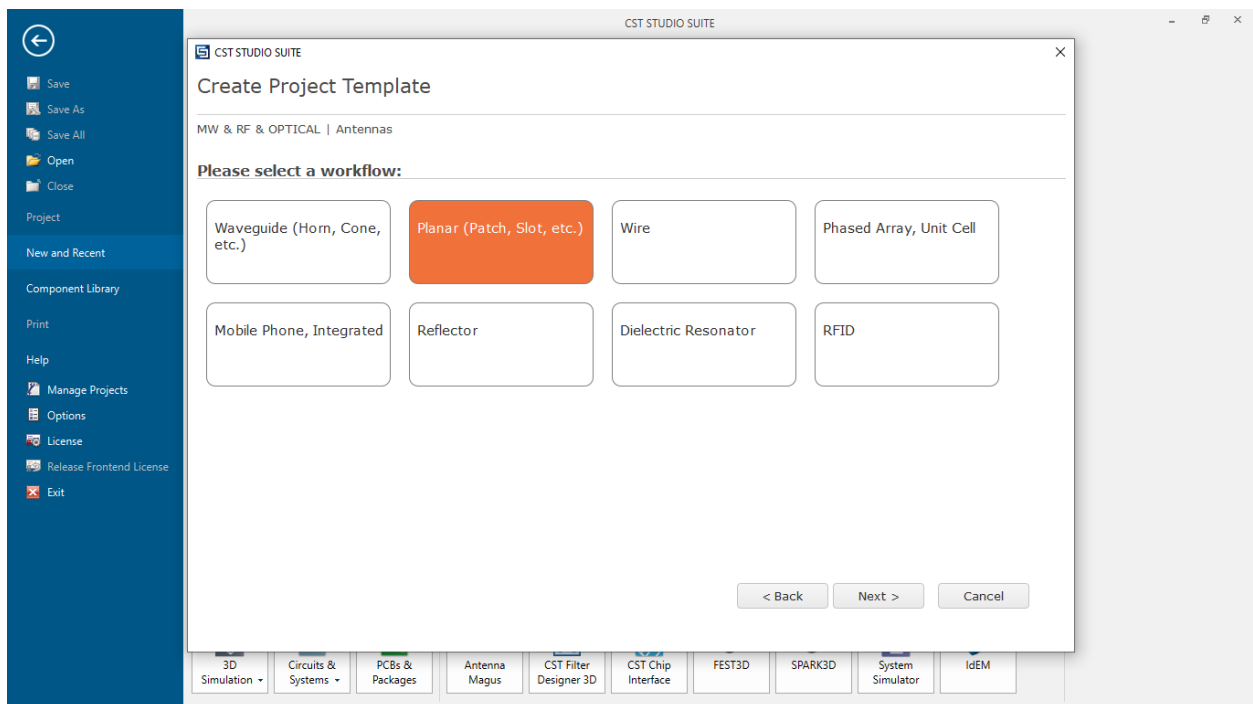 CST STUDIO SUITE
Save
Save As
Save All
Open
Close
Project
New and Recent
Component Library
Print
Help
Manage Projects
Options
License
Release Frontend License
Exit
CST STUDIO SUITE
Create Project Template
MW & RF & OPTICAL | Antennas
Please select a workflow:
Waveguide (Horn, Cone,
etc.)
Planar (Patch, Slot, etc.)
Wire
Phased Array, Unit Cell
Mobile Phone, Integrated
Reflector
Dielectric Resonator
RFID
< Back
Next >
Cancel
3D
Simulation
Circuits &
Systems
PCBs &
Packages
Antenna
Magus
CST Filter
Designer 3D
CST Chip
Interface
FEST3D
SPARK3D
System
Simulator
IdEM